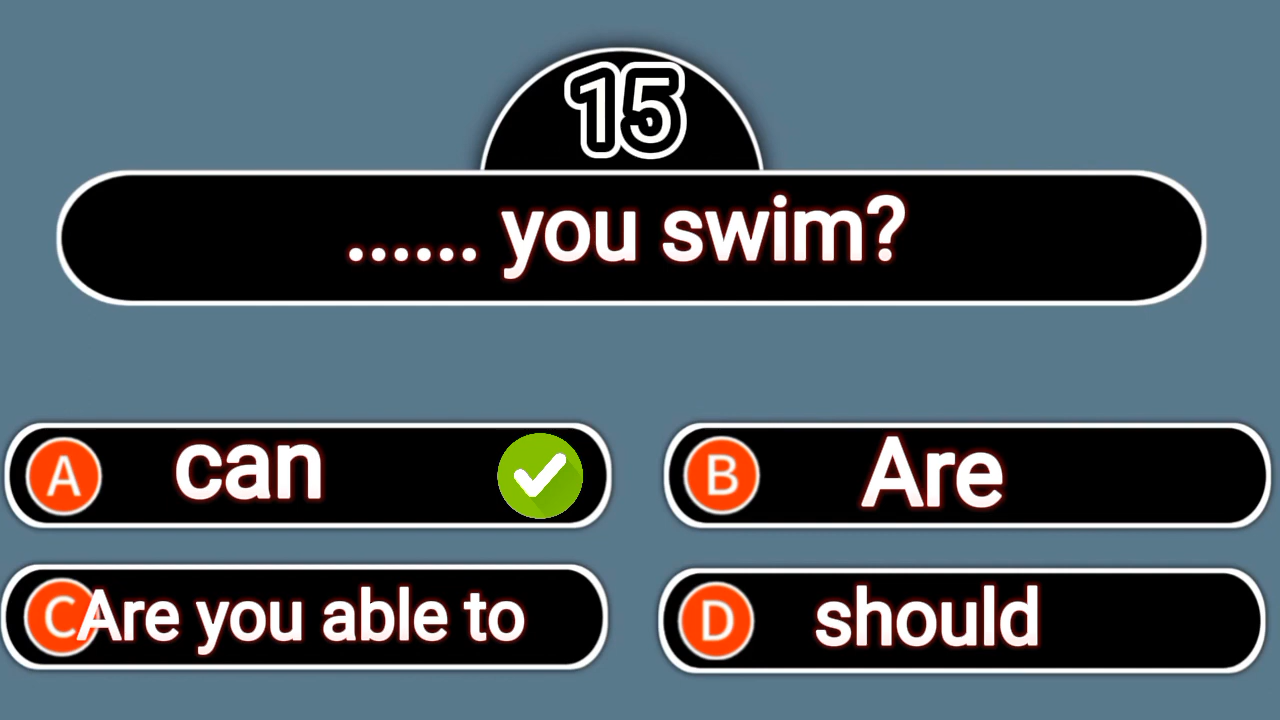 15
...... you swim?
A can
B Are
C Are you able to
D should